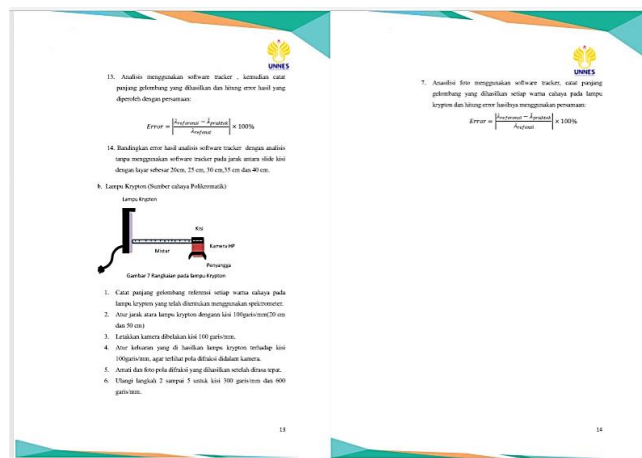 UNNES
13. Analisis menggunakan software tracker , kemudian catat
panjang gelombang yang dihasilkan dan hitung error hasil yang
diperoleh dengan persamaan:
Error = |λreferensi − λpraktek / λreferensi| × 100%
14. Bandingkan error hasil analisis software tracker dengan analisis
tanpa menggunakan software tracker pada jarak antara slide kisi
dengan layar sebesar 20cm, 25 cm, 30 cm,35 cm dan 40 cm.
b. Lampu Krypton (Sumber cahaya Polikromatik)
Lampu Krypton
Kisi
Kamera HP
Mistar
Penyangga
Gambar 7 Rangkaian pada lampu Krypton
1. Catat panjang gelombang referensi setiap warna cahaya pada
lampu krypton yang telah ditentukan menggunakan spektrometer.
2. Atur jarak atara lampu krypton dengann kisi 100garis/mm(20 cm
dan 50 cm)
3. Letakkan kamera dibelakan kisi 100 garis/mm.
4. Atur keluaran yang di hasilkan lampu krypton terhadap kisi
100garis/mm, agar terlihat pola difraksi didalam kamera.
5. Amati dan foto pola difraksi yang dihasilkan setelah dirasa tepat.
6. Ulangi langkah 2 sampai 5 untuk kisi 300 garis/mm dan 600
garis/mm.
13
UNNES
7. Anasilisi foto menggunakan software tracker, catat panjang
gelombang yang dihasilkan setiap warna cahaya pada lampu
krypton dan hitung error hasilnya menggunakan persamaan:
Error = |λreferensi − λpraktek / λreferensi| × 100%
14